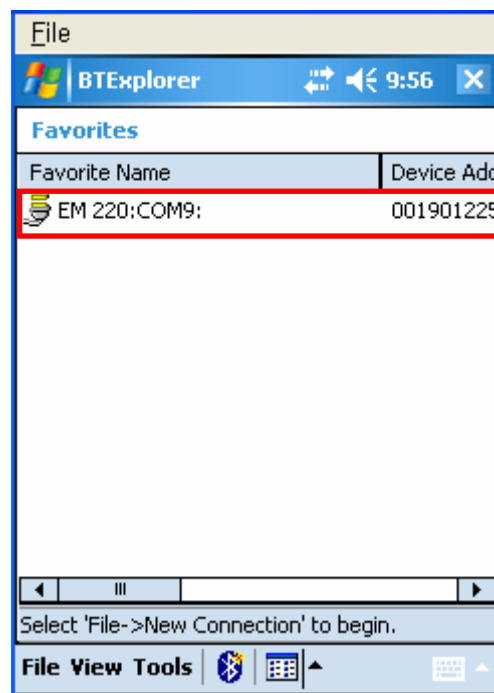 File
BTExplorer 9:56
Favorites
Favorite Name Device Add
EM 220:COM9: 001901225
Select 'File->New Connection' to begin.
File View Tools